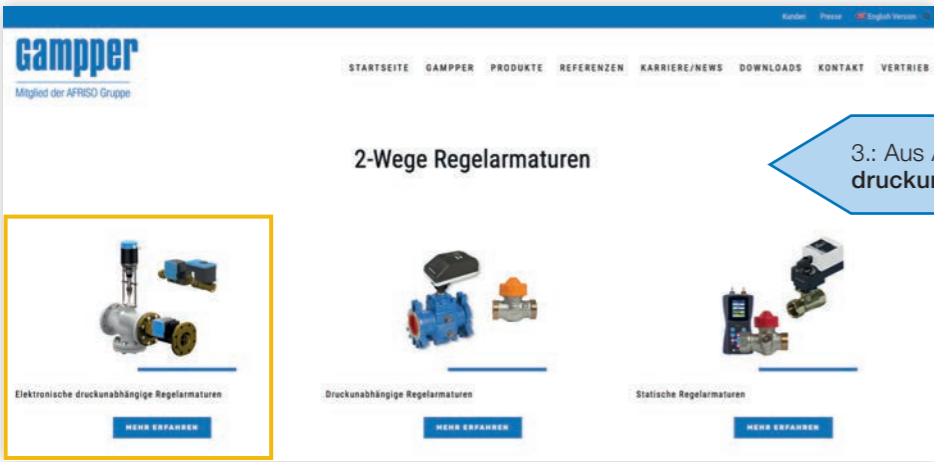 Kunden Presse English Version
Gampper
Mitglied der AFRISO Gruppe
STARTSEITE GAMPPER PRODUKTE REFERENZEN KARRIERE/NEWS DOWNLOADS KONTAKT VERTRIEB
2-Wege Regelarmaturen
3.: Aus
Elektronische druckunabhängige Regelarmaturen
Druckunabhängige Regelarmaturen
Statische Regelarmaturen
MEHR ERFAHREN
MEHR ERFAHREN
MEHR ERFAHREN